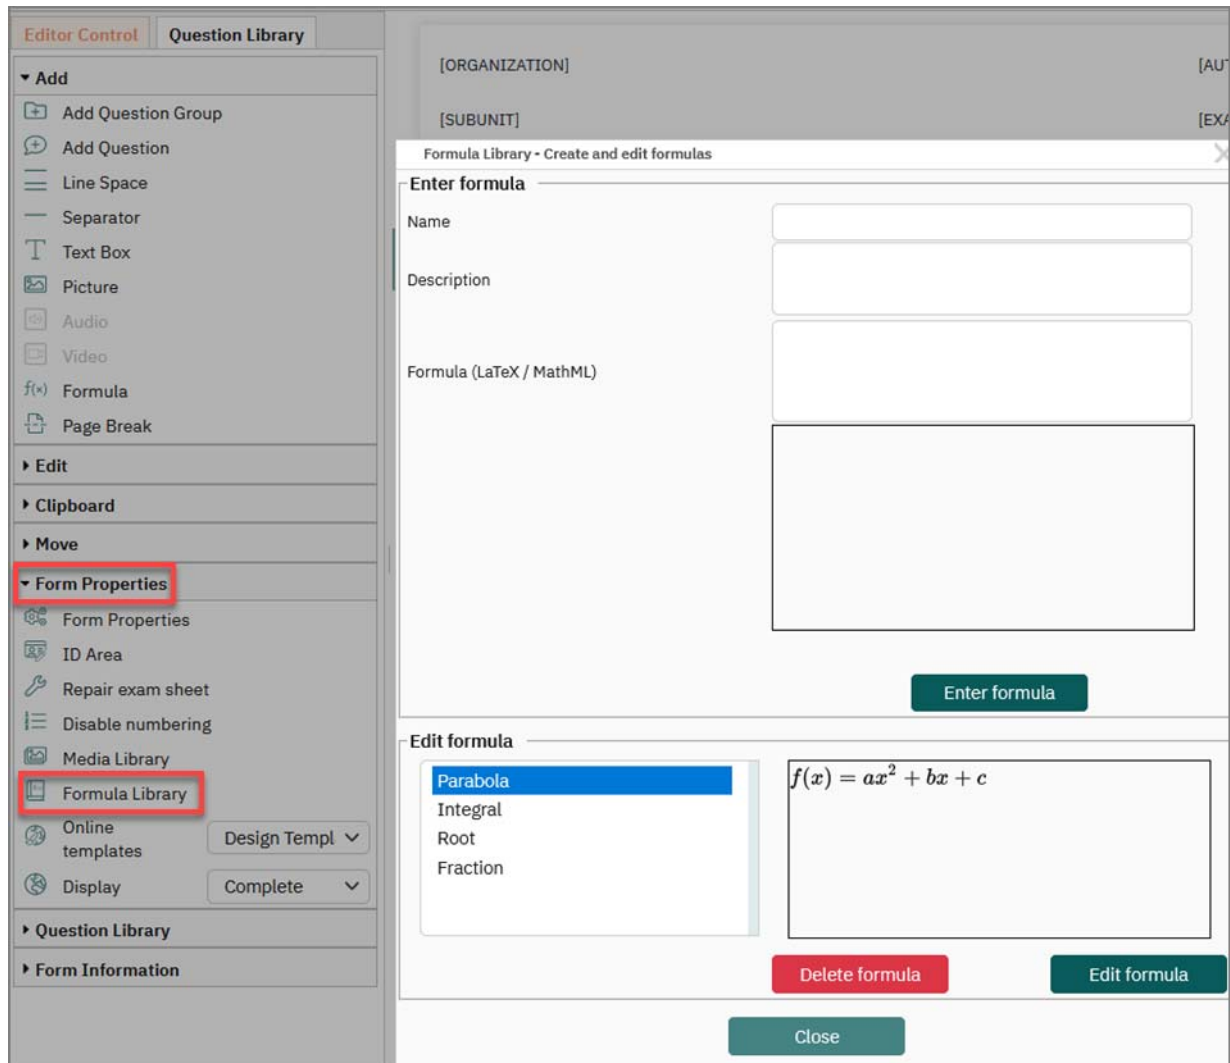 Editor Control
Question Library
Add
Add Question Group
Add Question
Line Space
Separator
Text Box
Picture
Audio
Video
f(x) Formula
Page Break
Edit
Clipboard
Move
Form Properties
Form Properties
ID Area
Repair exam sheet
Disable numbering
Media Library
Formula Library
Online
templates
Design Templ
Display
Complete
Question Library
Form Information
[ORGANIZATION]
[AUT
[SUBUNIT]
[EXA
Formula Library - Create and edit formulas
Enter formula
Name
Description
Formula (LaTeX / MathML)
Enter formula
Edit formula
Parabola
Integral
Root
Fraction
f(x) = ax² + bx + c
Delete formula
Edit formula
Close